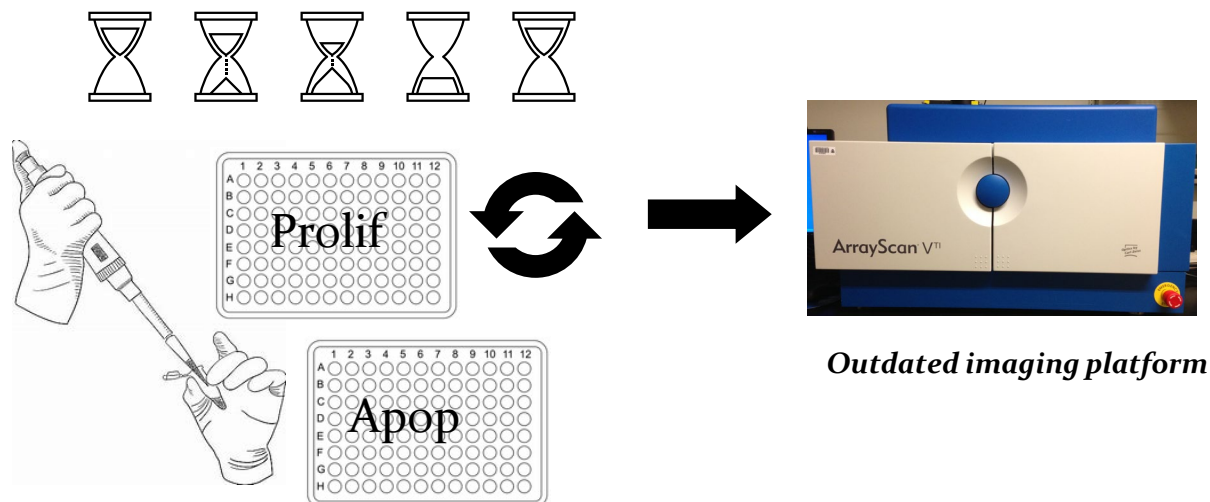 1 2 3 4 5 6 7 8 9 10 11 12
A
B
C
D
E
F
G
H
Prolif
1 2 3 4 5 6 7 8 9 10 11 12
A
B
C
D
E
F
G
H
Apop
ArrayScan VTI
Outdated imaging platform